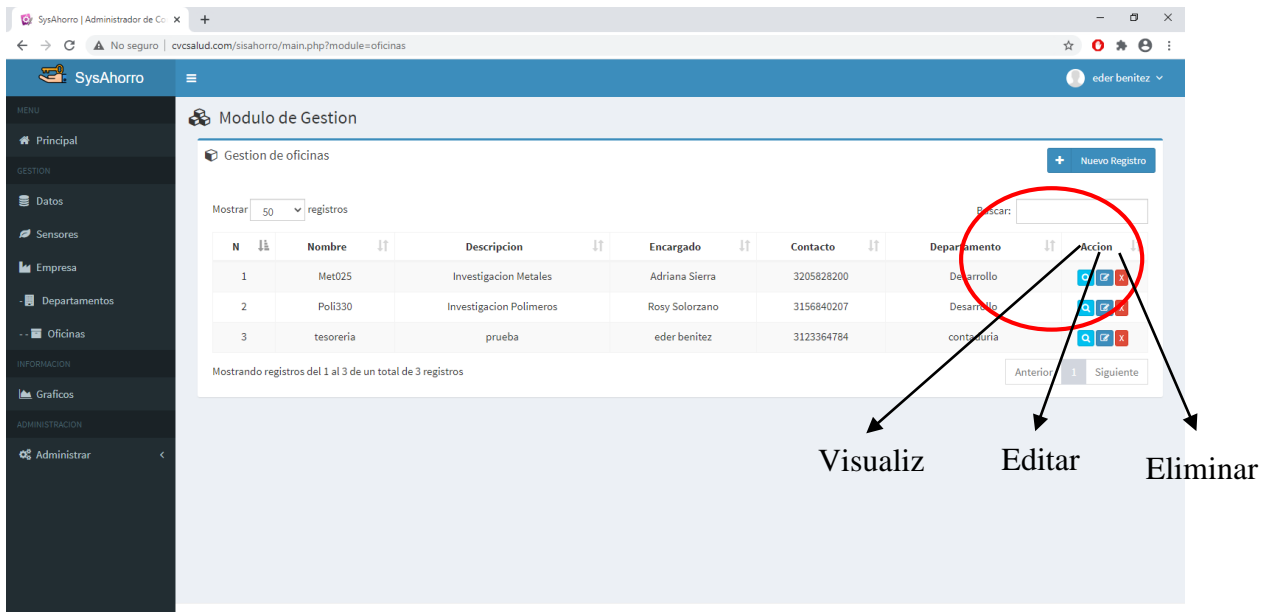 SysAhorro | Administrador de Co
No seguro | cvcsalud.com/sisahorro/main.php?module=oficinas
SysAhorro
eder benitez
MENU
Principal
GESTION
Datos
Sensores
Empresa
- Departamentos
- - Oficinas
INFORMACION
Graficos
ADMINISTRACION
Administrar
Modulo de Gestion
Gestion de oficinas
+ Nuevo Registro
Mostrar 50 registros
Buscar:
N Nombre Descripcion Encargado Contacto Departamento Accion
1 Met025 Investigacion Metales Adriana Sierra 3205828200 Desarrollo X
2 Poli330 Investigacion Polimeros Rosy Solorzano 3156840207 Desarrollo X
3 tesoreria prueba eder benitez 3123364784 contaduria X
Mostrando registros del 1 al 3 de un total de 3 registros
Anterior 1 Siguiente
Visualiz Editar Eliminar